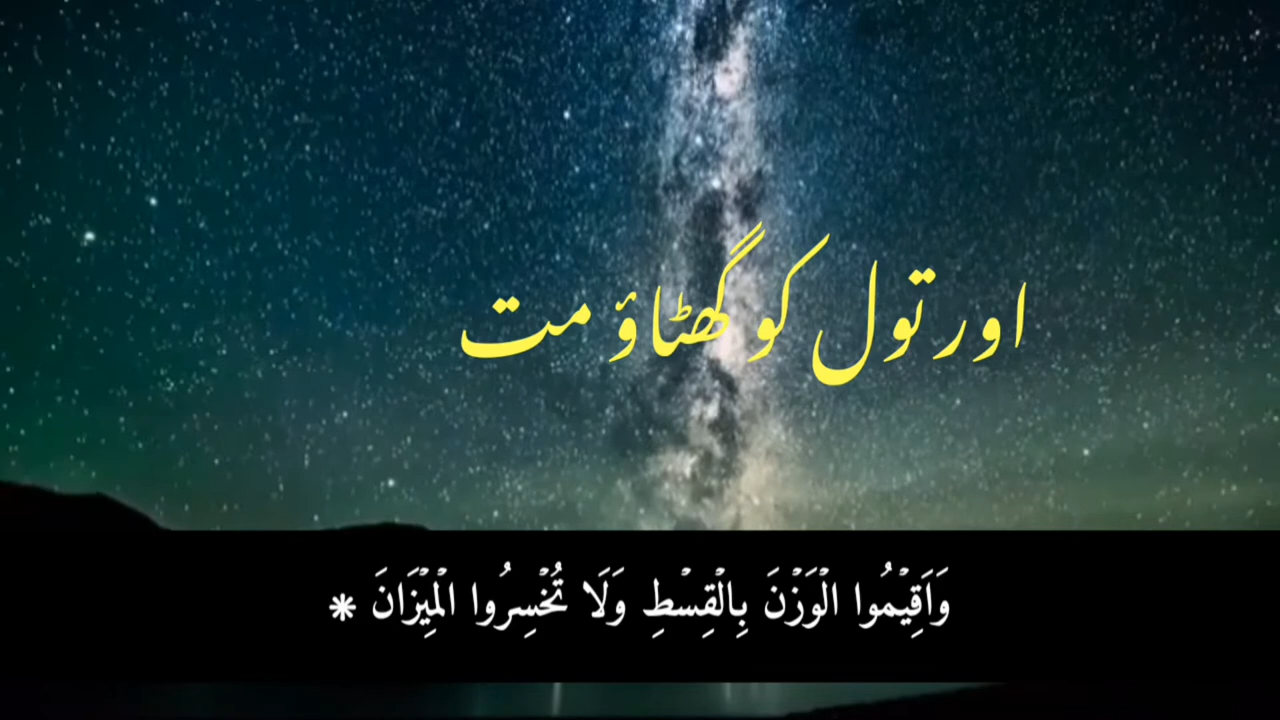 اور تول کو گھٹاؤ مت
وَاَقِيْمُوا الْوَزْنَ بِالْقِسْطِ وَلَا تُخْسِرُوا الْمِيْزَانَ *